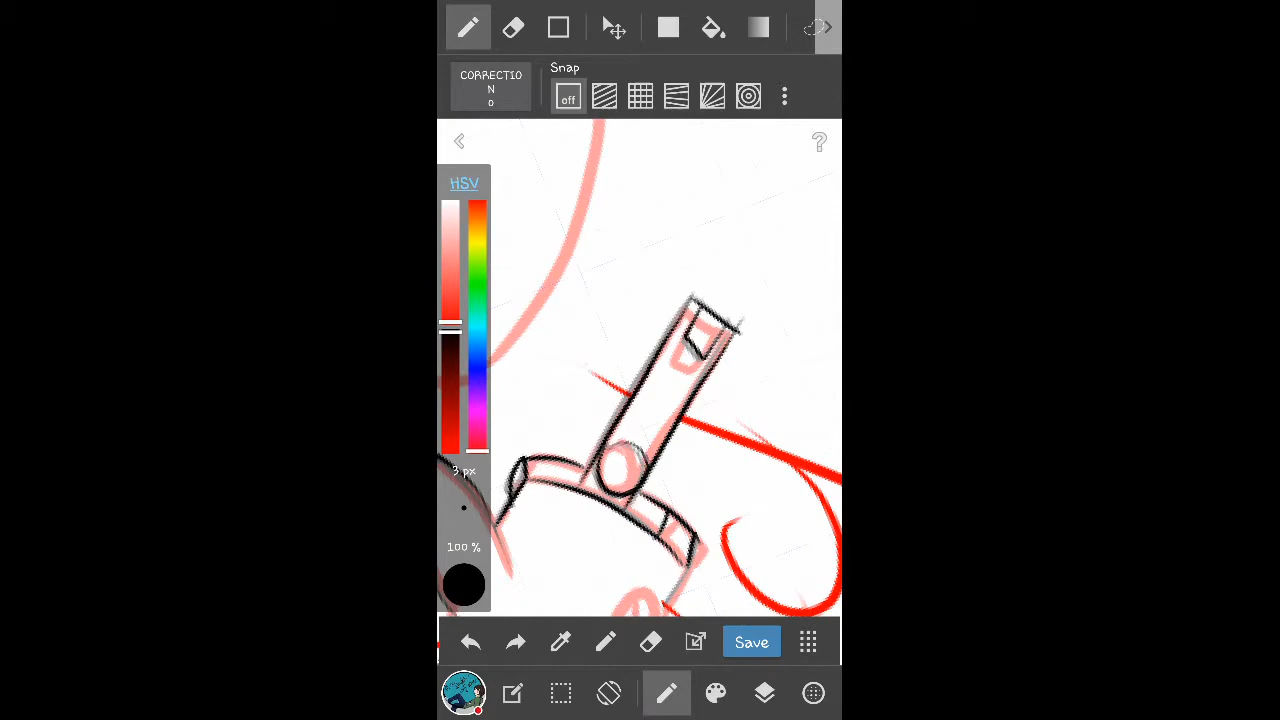 CORRECTIO
N
0
Snap
off
?
HSV
3 px
100 %
Save